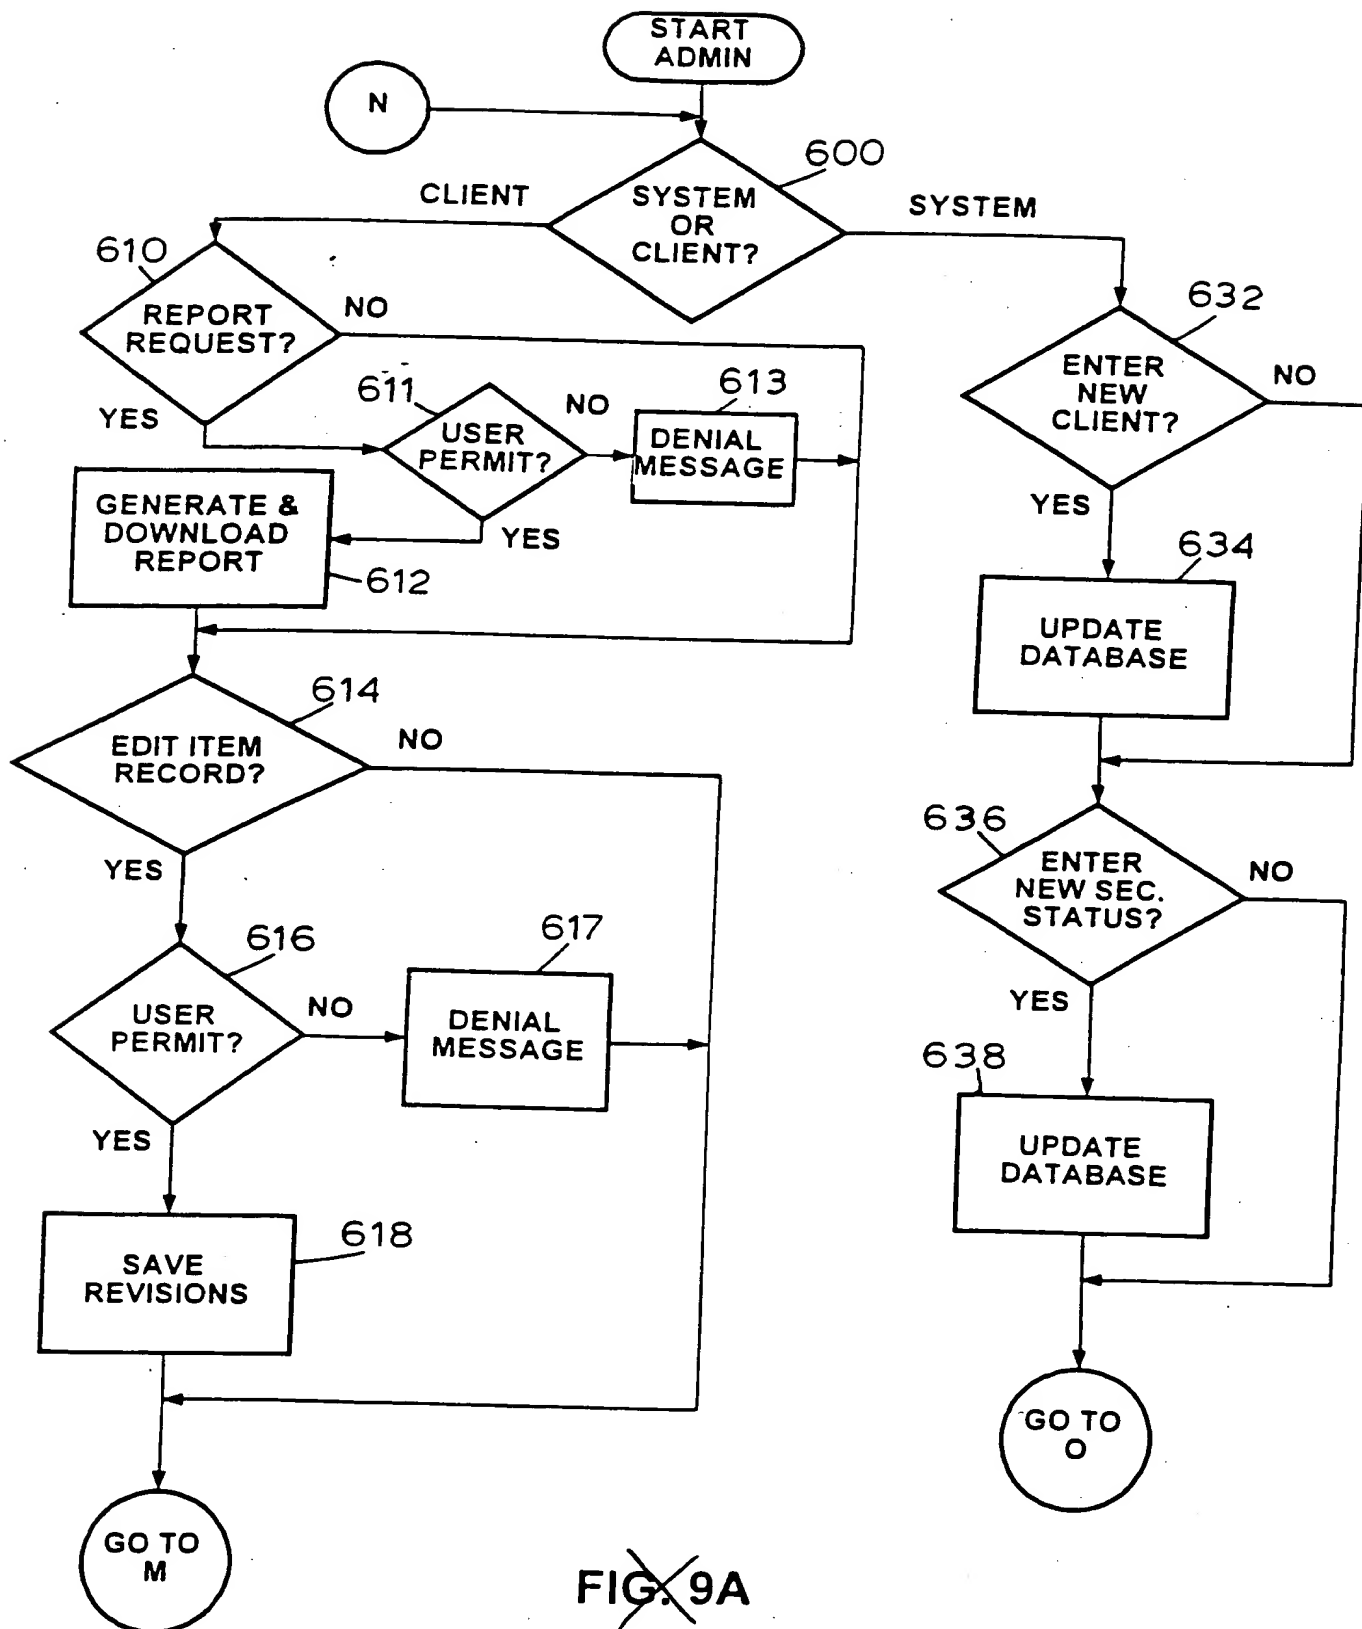 START
ADMIN
N
600
CLIENT
SYSTEM
OR
CLIENT?
SYSTEM
610
REPORT
REQUEST?
NO
YES
632
ENTER
NEW
CLIENT?
NO
YES
611
USER
PERMIT?
NO
YES
613
DENIAL
MESSAGE
GENERATE &
DOWNLOAD
REPORT
612
634
UPDATE
DATABASE
614
EDIT ITEM
RECORD?
NO
YES
636
ENTER
NEW SEC.
STATUS?
NO
YES
616
USER
PERMIT?
NO
YES
617
DENIAL
MESSAGE
638
UPDATE
DATABASE
618
SAVE
REVISIONS
GO TO
O
GO TO
M
FIG. 9A